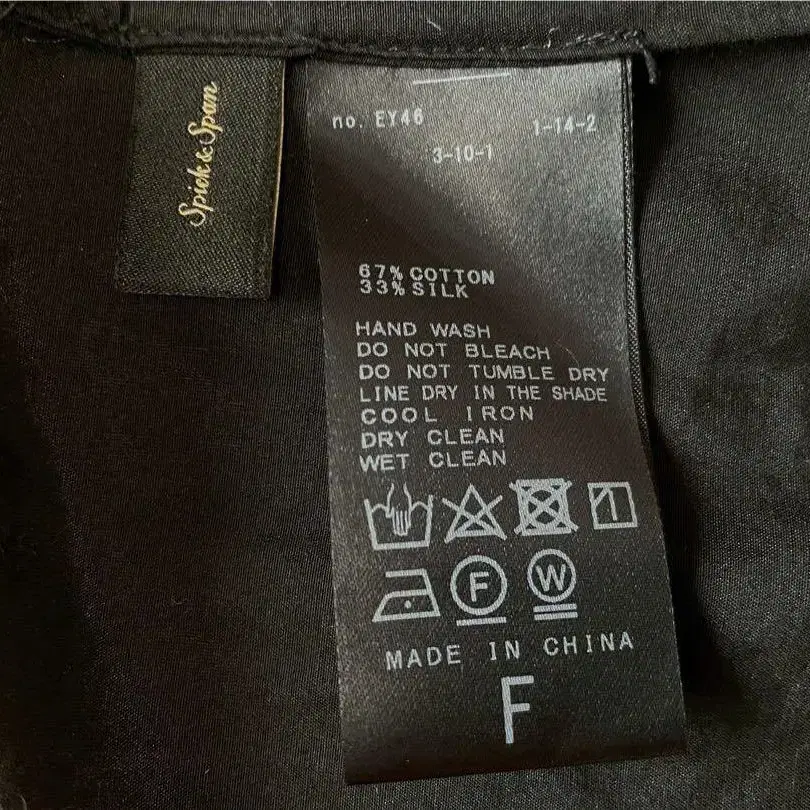 Spick & Span
no. EY46
1-14-2
3-10-1
67% COTTON
33% SILK
HAND WASH
DO NOT BLEACH
DO NOT TUMBLE DRY
LINE DRY IN THE SHADE
COOL IRON
DRY CLEAN
WET CLEAN
F W
MADE IN CHINA
F